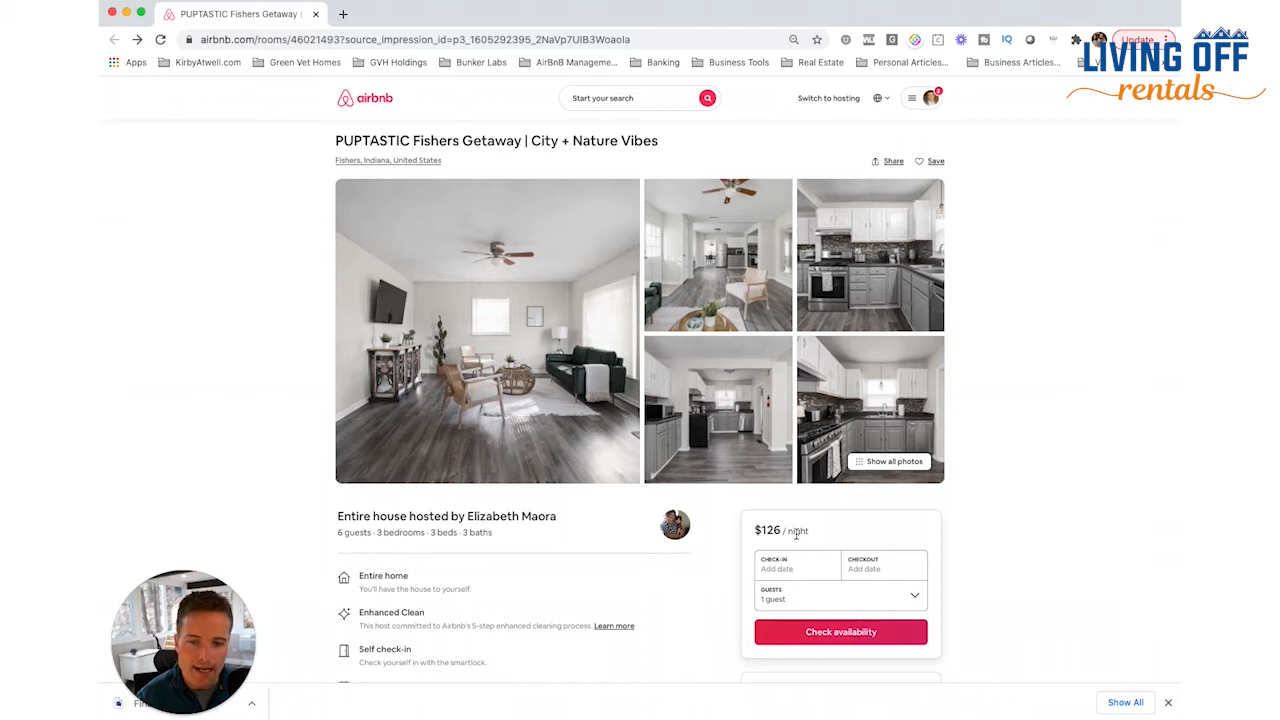 PUPTASTIC Fishers Getaway |
airbnb.com/rooms/46021493?source_impression_id=p3_1605292395_2NaVp7UIB3WoaoIa
Update
Apps
KirbyAtwell.com
Green Vet Homes
GVH Holdings
Bunker Labs
AirBnB Manageme...
Banking
Business Tools
Real Estate
Personal Articles...
Business Articles...
LIVING OFF
rentals
airbnb
Start your search
Switch to hosting
PUPTASTIC Fishers Getaway | City + Nature Vibes
Fishers, Indiana, United States
Share
Save
Show all photos
Entire house hosted by Elizabeth Maora
6 guests · 3 bedrooms · 3 beds · 3 baths
$126 / night
CHECK-IN
Add date
CHECKOUT
Add date
GUESTS
1 guest
Check availability
Entire home
You'll have the house to yourself.
Enhanced Clean
This host committed to Airbnb's 5-step enhanced cleaning process. Learn more
Self check-in
Check yourself in with the smartlock.
Show All